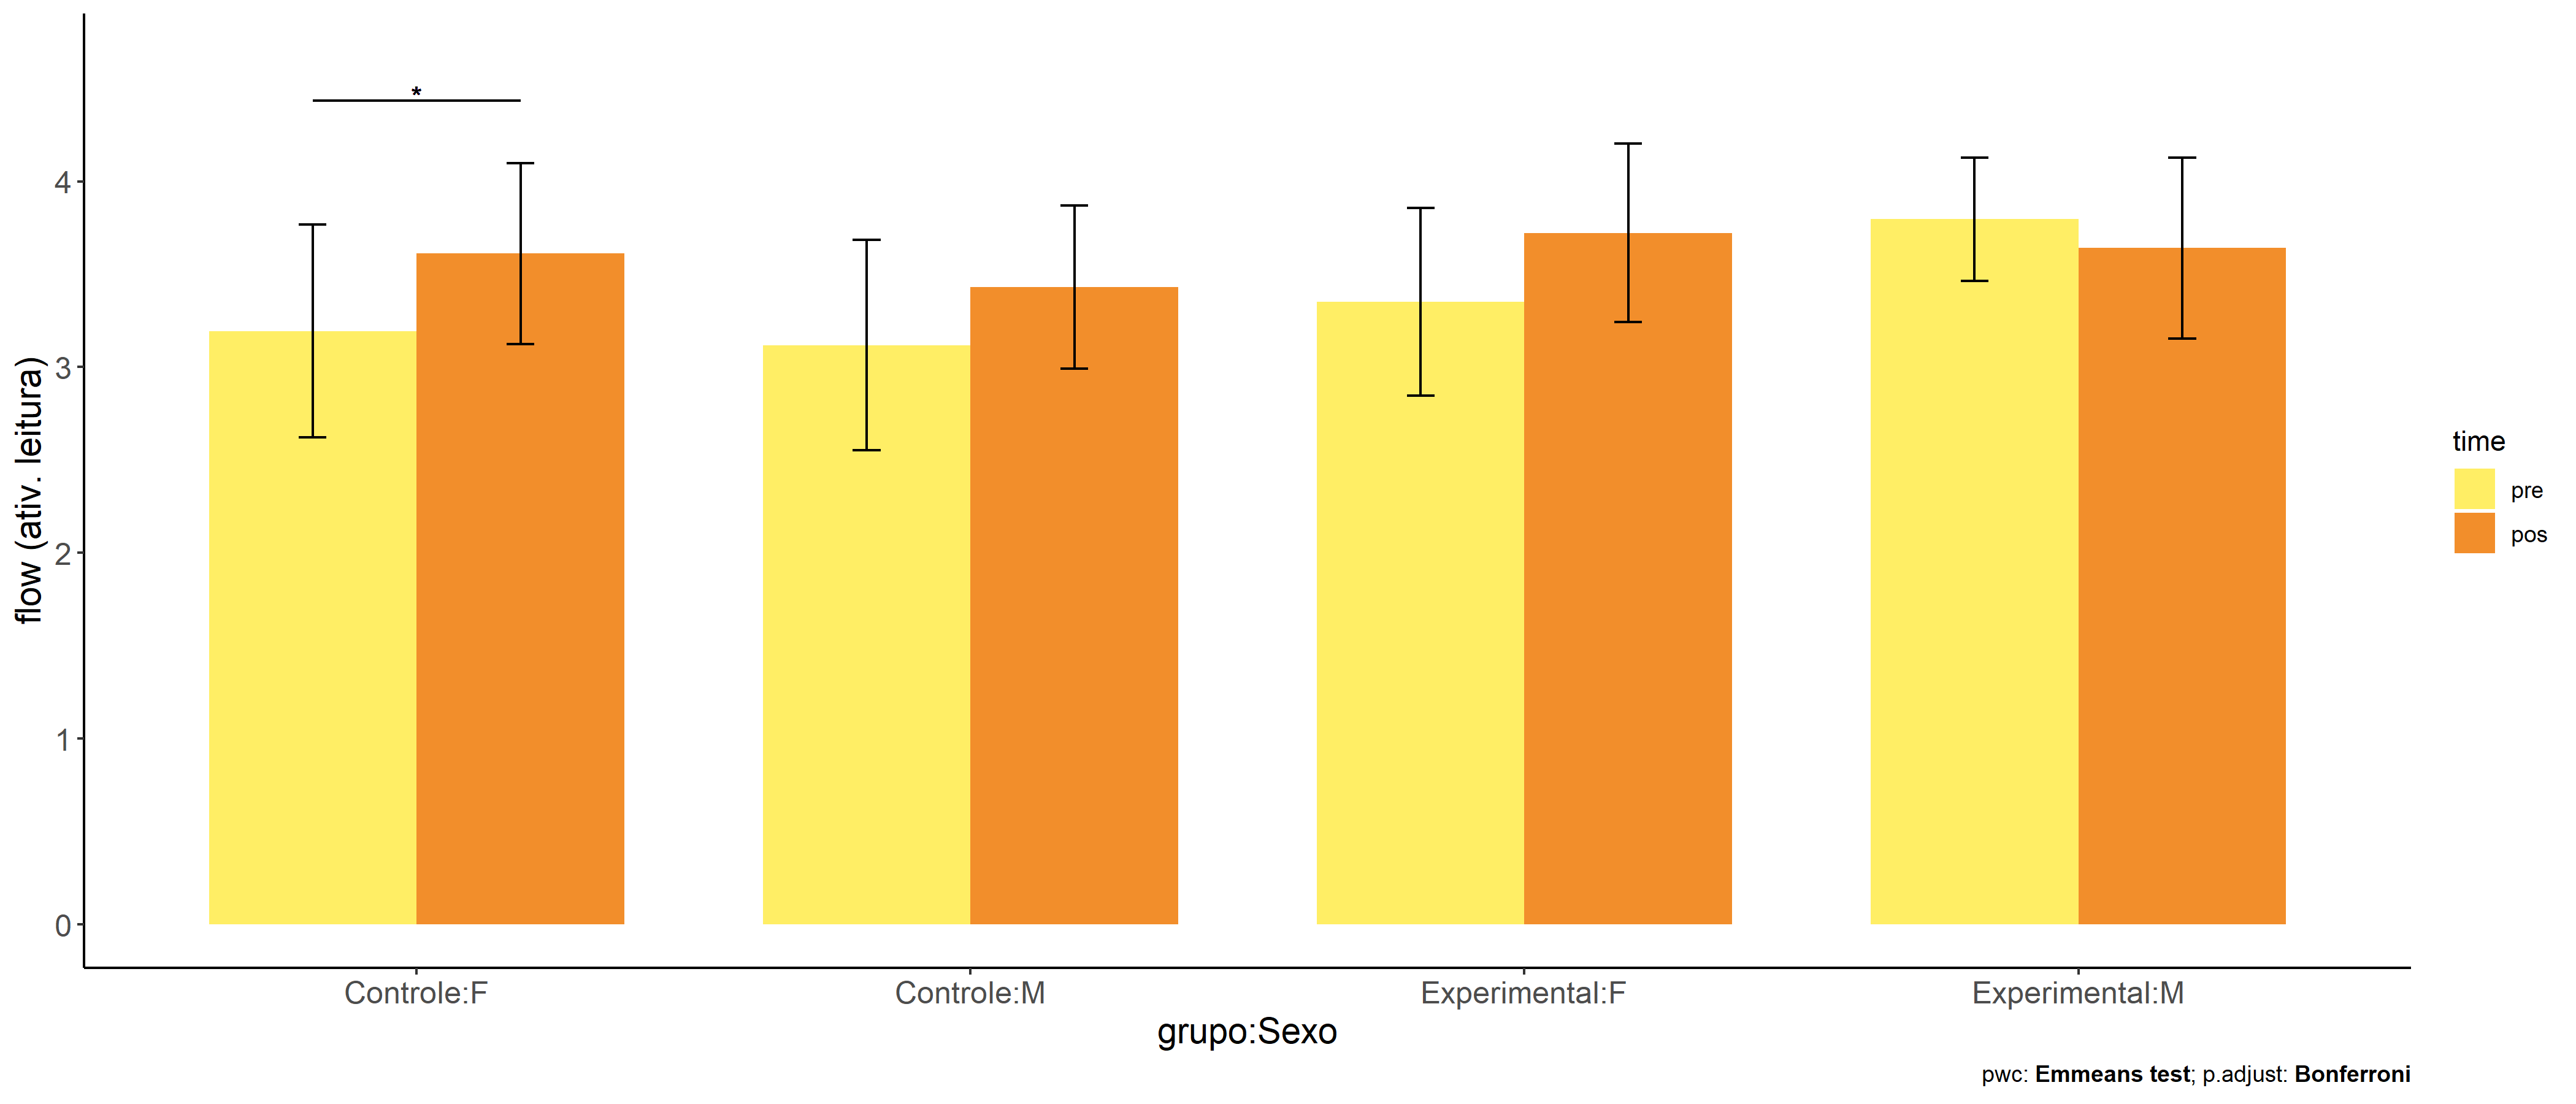 *
flow (ativ. leitura)
4
3
2
1
0
Controle:F
Controle:M
Experimental:F
Experimental:M
grupo:Sexo
time
pre
pos
pwc: Emmeans test; p.adjust: Bonferroni